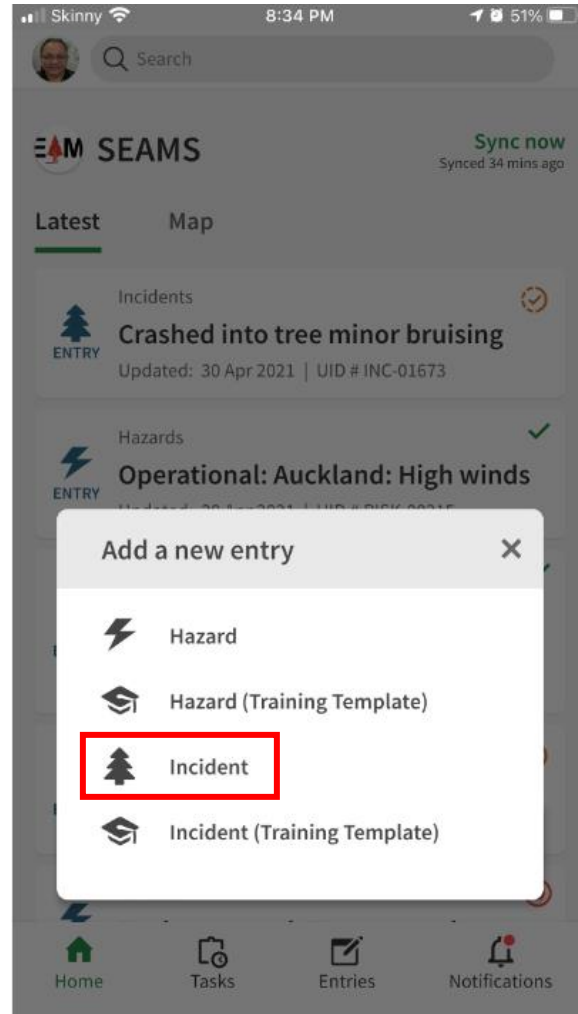 Skinny 8:34 PM 51%
Search
EAM SEAMS Sync now
Synced 34 mins ago
Latest Map
Incidents
Crashed into tree minor bruising
ENTRY
Updated: 30 Apr 2021 | UID # INC-01673
Hazards
Operational: Auckland: High winds
ENTRY
Add a new entry
Hazard
Hazard (Training Template)
Incident
Incident (Training Template)
Home Tasks Entries Notifications